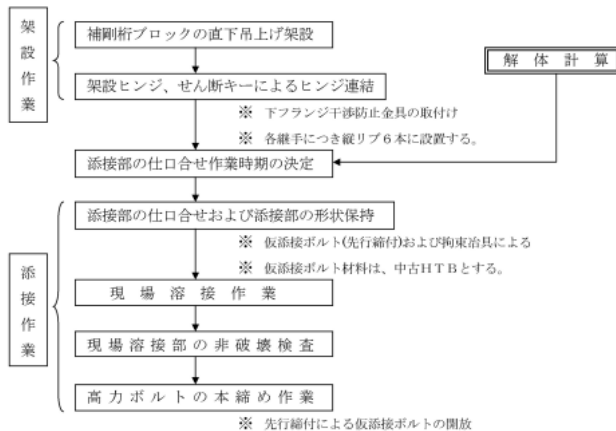 架設作業
補剛桁ブロックの直下吊上げ架設
解体計算
架設ヒンジ、せん断キーによるヒンジ連結
※ 下フランジ干渉防止金具の取付け
※ 各継手につき縦リブ６本に設置する。
添接部の仕口合せ作業時期の決定
添接作業
添接部の仕口合せおよび添接部の形状保持
※ 仮添接ボルト(先行締付)および拘束冶具による
※ 仮添接ボルト材料は、中古ＨＴＢとする。
現場溶接作業
現場溶接部の非破壊検査
高力ボルトの本締め作業
※ 先行締付による仮添接ボルトの開放